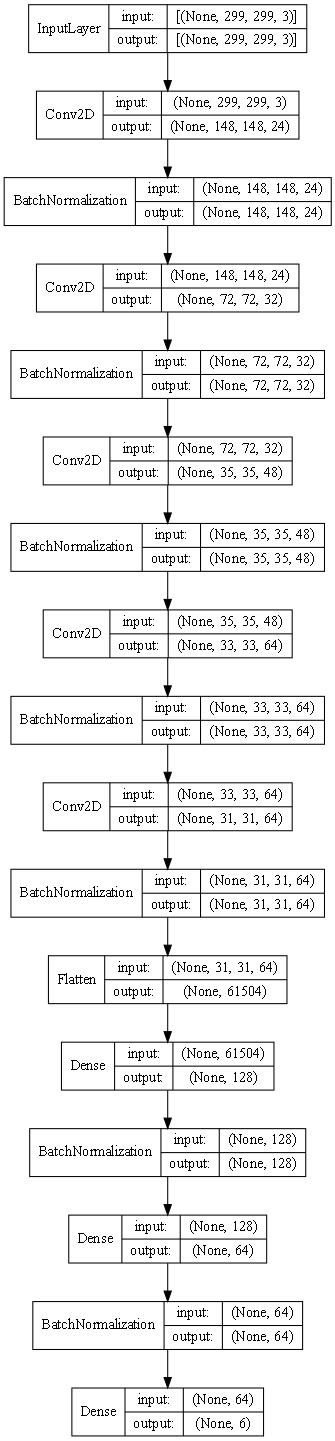 InputLayer
input: [(None, 299, 299, 3)]
output: [(None, 299, 299, 3)]
Conv2D
input: (None, 299, 299, 3)
output: (None, 148, 148, 24)
BatchNormalization
input: (None, 148, 148, 24)
output: (None, 148, 148, 24)
Conv2D
input: (None, 148, 148, 24)
output: (None, 72, 72, 32)
BatchNormalization
input: (None, 72, 72, 32)
output: (None, 72, 72, 32)
Conv2D
input: (None, 72, 72, 32)
output: (None, 35, 35, 48)
BatchNormalization
input: (None, 35, 35, 48)
output: (None, 35, 35, 48)
Conv2D
input: (None, 35, 35, 48)
output: (None, 33, 33, 64)
BatchNormalization
input: (None, 33, 33, 64)
output: (None, 33, 33, 64)
Conv2D
input: (None, 33, 33, 64)
output: (None, 31, 31, 64)
BatchNormalization
input: (None, 31, 31, 64)
output: (None, 31, 31, 64)
Flatten
input: (None, 31, 31, 64)
output: (None, 61504)
Dense
input: (None, 61504)
output: (None, 128)
BatchNormalization
input: (None, 128)
output: (None, 128)
Dense
input: (None, 128)
output: (None, 64)
BatchNormalization
input: (None, 64)
output: (None, 64)
Dense
input: (None, 64)
output: (None, 6)